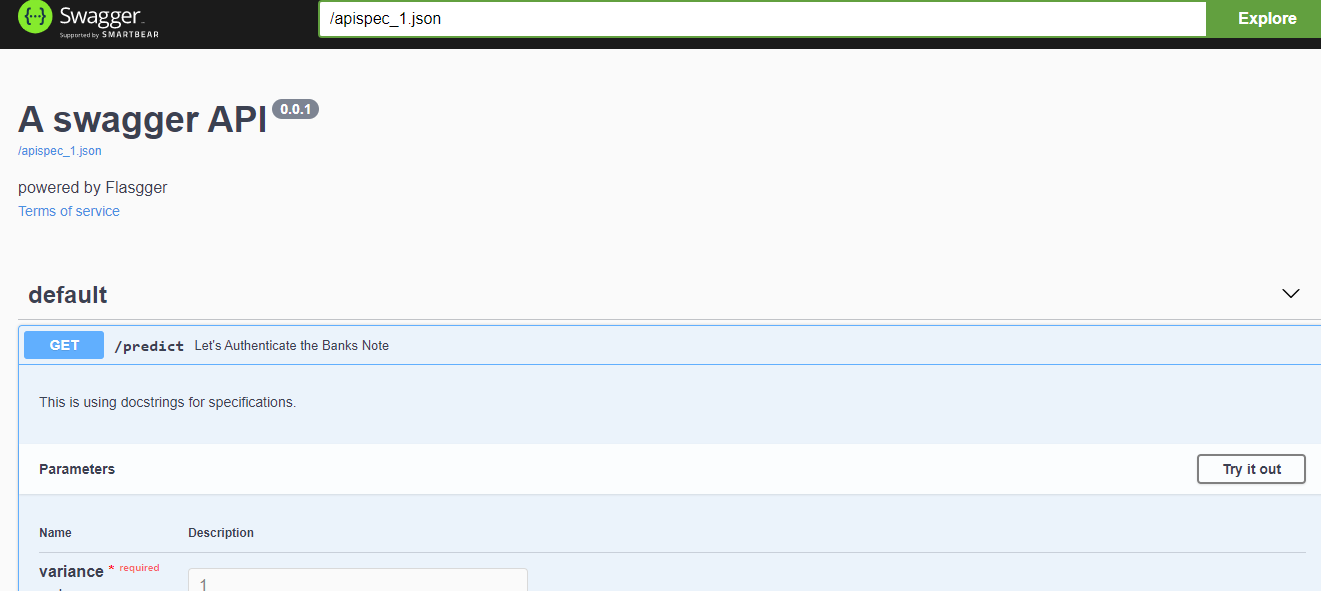 Swagger
Supported by SMARTBEAR
/apispec_1.json
Explore
A swagger API 0.0.1
/apispec_1.json
powered by Flasgger
Terms of service
default
GET /predict Let's Authenticate the Banks Note
This is using docstrings for specifications.
Parameters
Try it out
Name Description
variance * required
1